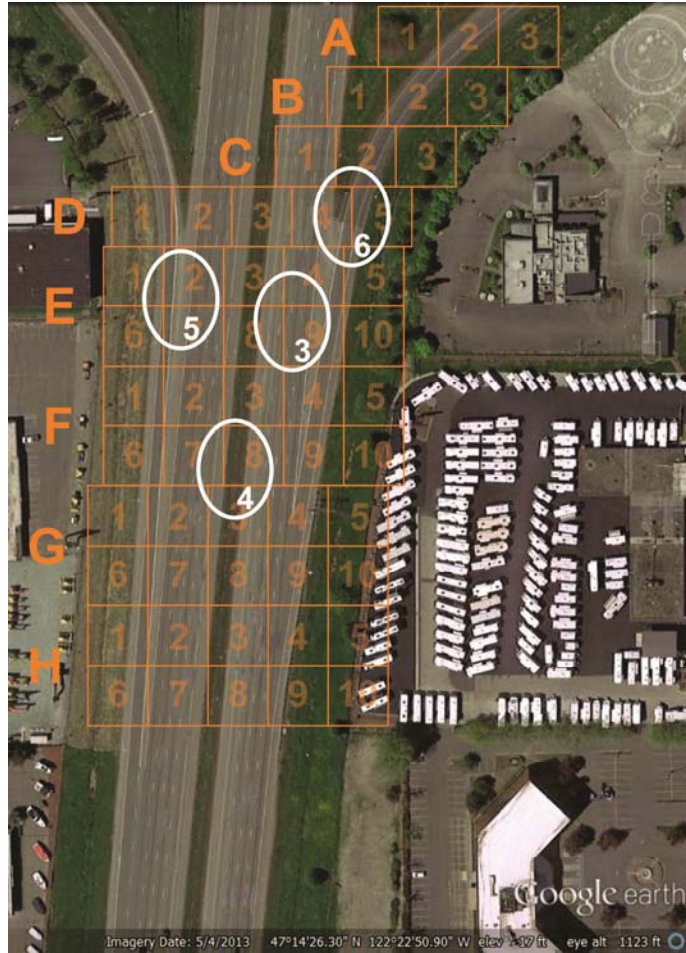 A 1 2 3
B 1 2 3
C 1 2 3
D 1 2 3 4 5
6
E 1 2 3 4 5
5 3
6 8 9 10
F 1 2 3 4 5
6 7 8 9 10
4
G 1 2 3 4 5
6 7 8 9 10
H 1 2 3 4 5
6 7 8 9 10
Google earth
Imagery Date: 5/4/2013 47°14'26.30" N 122°22'50.90" W elev 17 ft eye alt 1123 ft